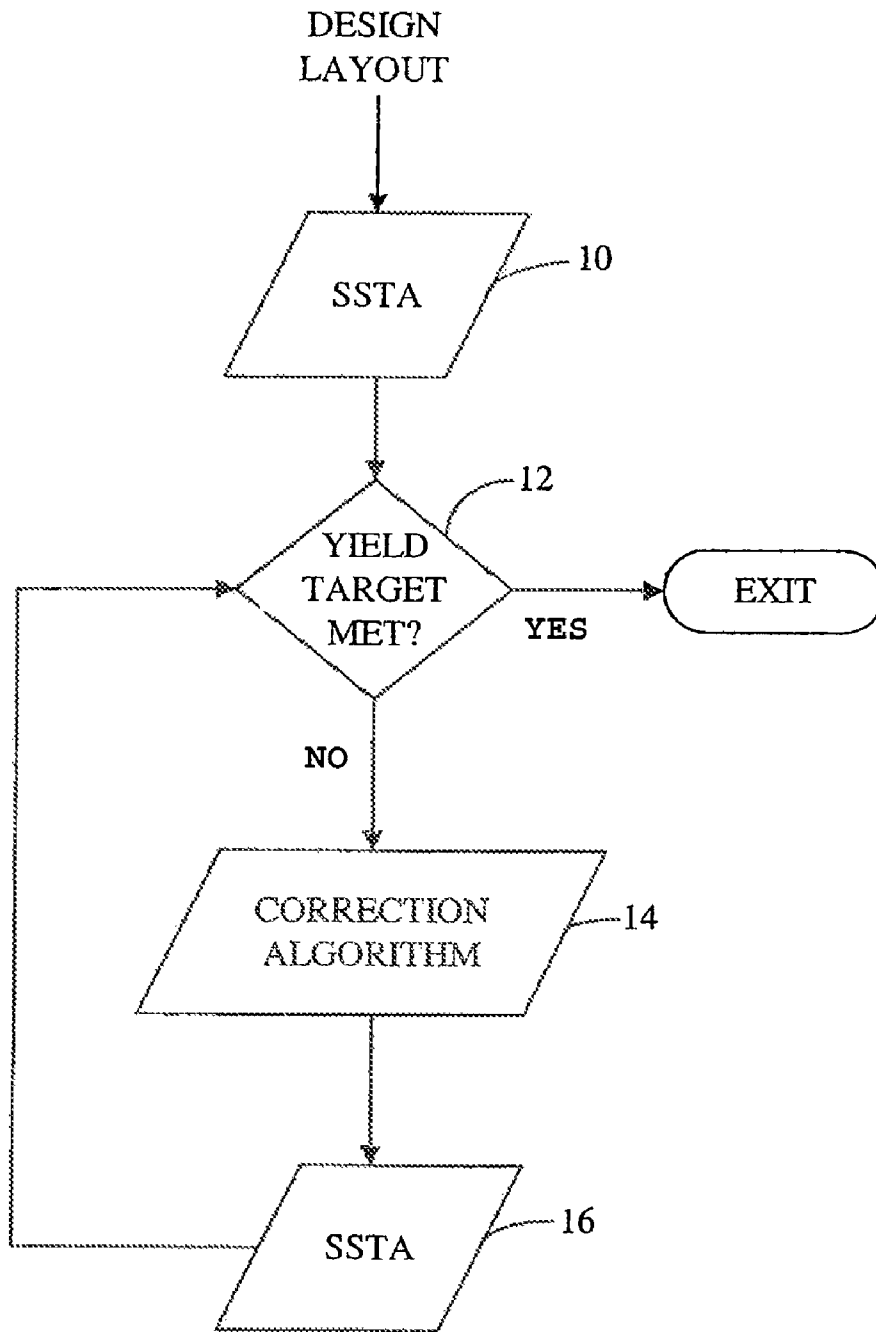 DESIGN
LAYOUT
SSTA
10
12
YIELD
TARGET
MET?
YES
EXIT
NO
CORRECTION
ALGORITHM
14
SSTA
16